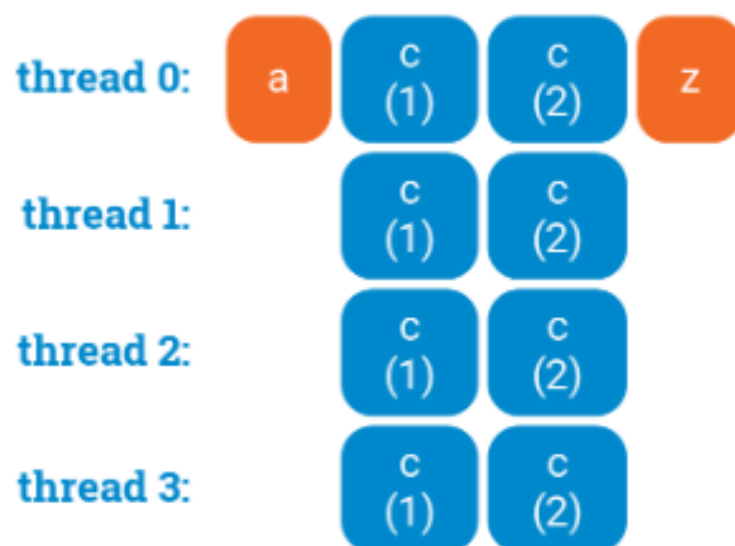 thread 0: a c c z
(1) (2)
thread 1: c c
(1) (2)
thread 2: c c
(1) (2)
thread 3: c c
(1) (2)